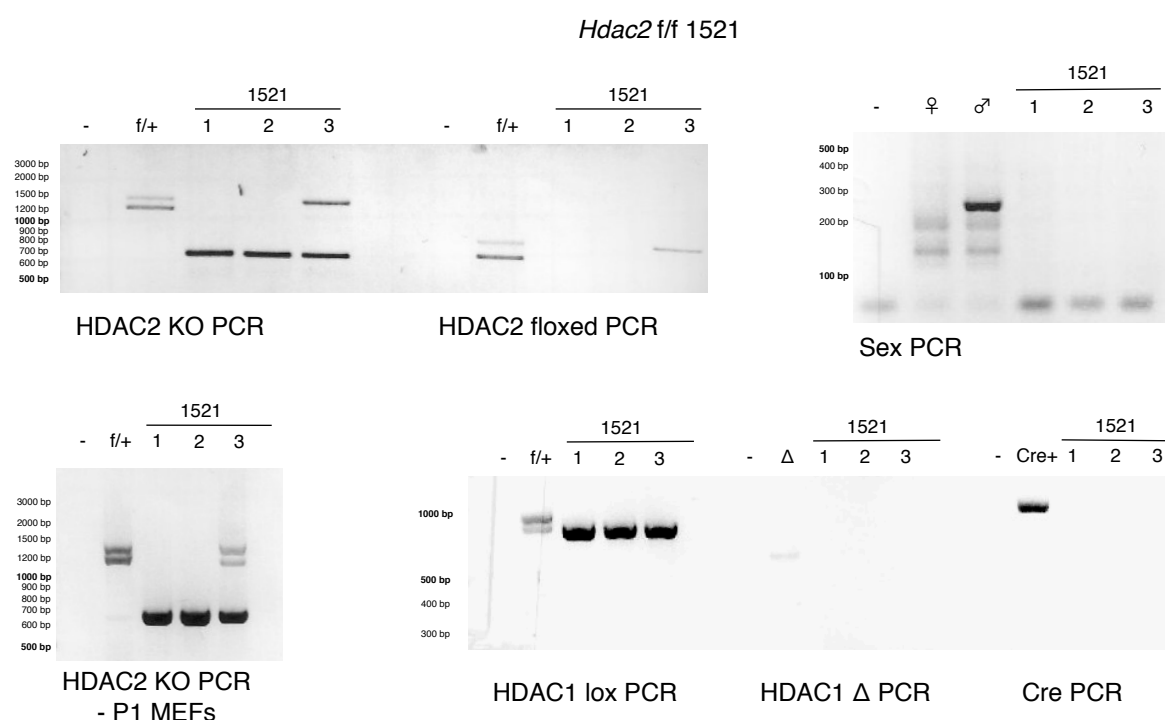 Hdac2 f/f 1521
1521
- f/+ 1 2 3
3000 bp
2000 bp
1500 bp
1200 bp
1000 bp
900 bp
800 bp
700 bp
600 bp
500 bp
HDAC2 KO PCR
1521
- f/+ 1 2 3
HDAC2 floxed PCR
1521
- ♀ ♂ 1 2 3
500 bp
400 bp
300 bp
200 bp
100 bp
Sex PCR
1521
- f/+ 1 2 3
3000 bp
2000 bp
1500 bp
1200 bp
1000 bp
900 bp
800 bp
700 bp
600 bp
500 bp
HDAC2 KO PCR
- P1 MEFs
1521
- f/+ 1 2 3
1000 bp
500 bp
400 bp
300 bp
HDAC1 lox PCR
1521
- Δ 1 2 3
HDAC1 Δ PCR
1521
- Cre+ 1 2 3
Cre PCR